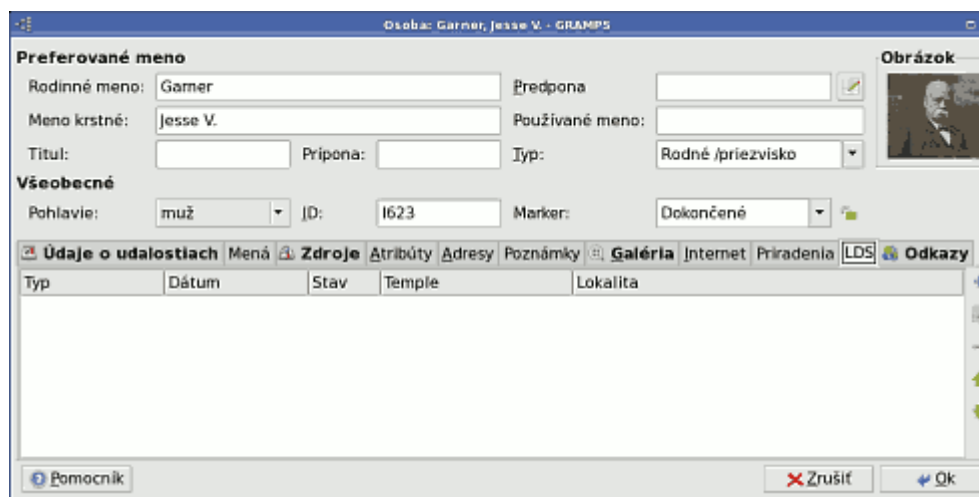 Osoba: Garner, Jesse V. - GRAMPS
Preferované meno
Obrázok
Rodinné meno: Garner Predpona
Meno krstné: Jesse V. Používané meno:
Titul: Prípona: Typ: Rodné /priezvisko
Všeobecné
Pohlavie: muž ID: I623 Marker: Dokončené
Údaje o udalostiach Mená Zdroje Atribúty Adresy Poznámky Galéria Internet Priradenia LDS Odkazy
Typ Dátum Stav Temple Lokalita
Pomocník Zrušiť Ok